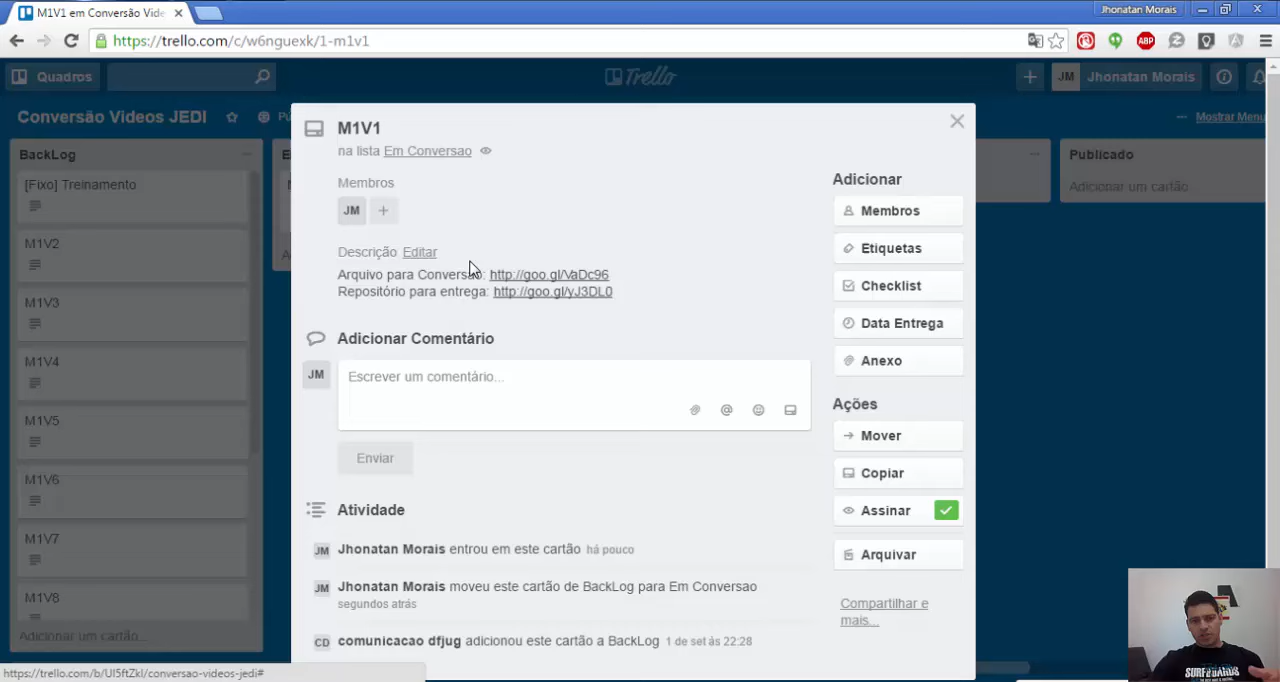 M1V1 em Conversão Vide
Jhonatan Morais
https://trello.com/c/w6nguexk/1-m1v1
ABP
Quadros
Trello
JM Jhonatan Morais
Conversão Videos JEDI
Mostrar Menu
BackLog
[Fixo] Treinamento
M1V2
M1V3
M1V4
M1V5
M1V6
M1V7
M1V8
Adicionar um cartão...
M1V1
na lista Em Conversao
Membros
JM +
Descrição Editar
Arquivo para Conversão: http://goo.gl/VaDc96
Repositório para entrega: http://goo.gl/yJ3DL0
Adicionar Comentário
JM
Escrever um comentário...
Enviar
Atividade
JM Jhonatan Morais entrou em este cartão há pouco
JM Jhonatan Morais moveu este cartão de BackLog para Em Conversao
segundos atrás
CD comunicacao dfjug adicionou este cartão a BackLog 1 de set às 22:28
Adicionar
Membros
Etiquetas
Checklist
Data Entrega
Anexo
Ações
Mover
Copiar
Assinar
Arquivar
Compartilhar e
mais...
Publicado
Adicionar um cartão...
https://trello.com/b/UI5ftZkI/conversao-videos-jedi#